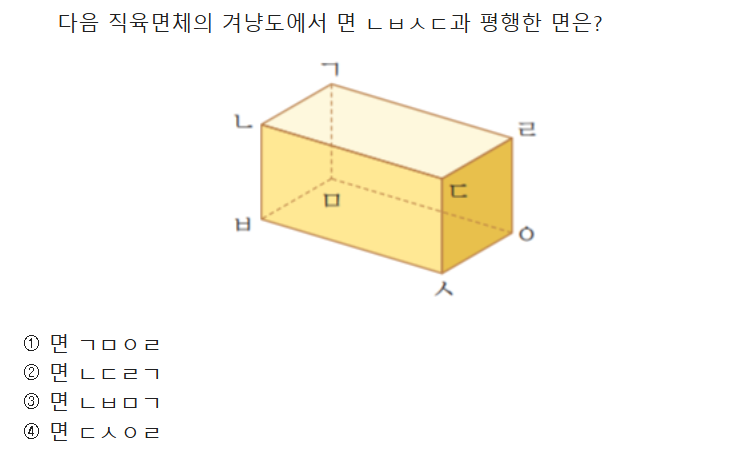 다음 직육면체의 겨냥도에서 면 ㄴㅂㅅㄷ과 평행한 면은?
ㄱ
ㄴ
ㄹ
ㄷ
ㅁ
ㅂ
ㅇ
ㅅ
① 면 ㄱㅁㅇㄹ
② 면 ㄴㄷㄹㄱ
③ 면 ㄴㅂㅁㄱ
④ 면 ㄷㅅㅇㄹ